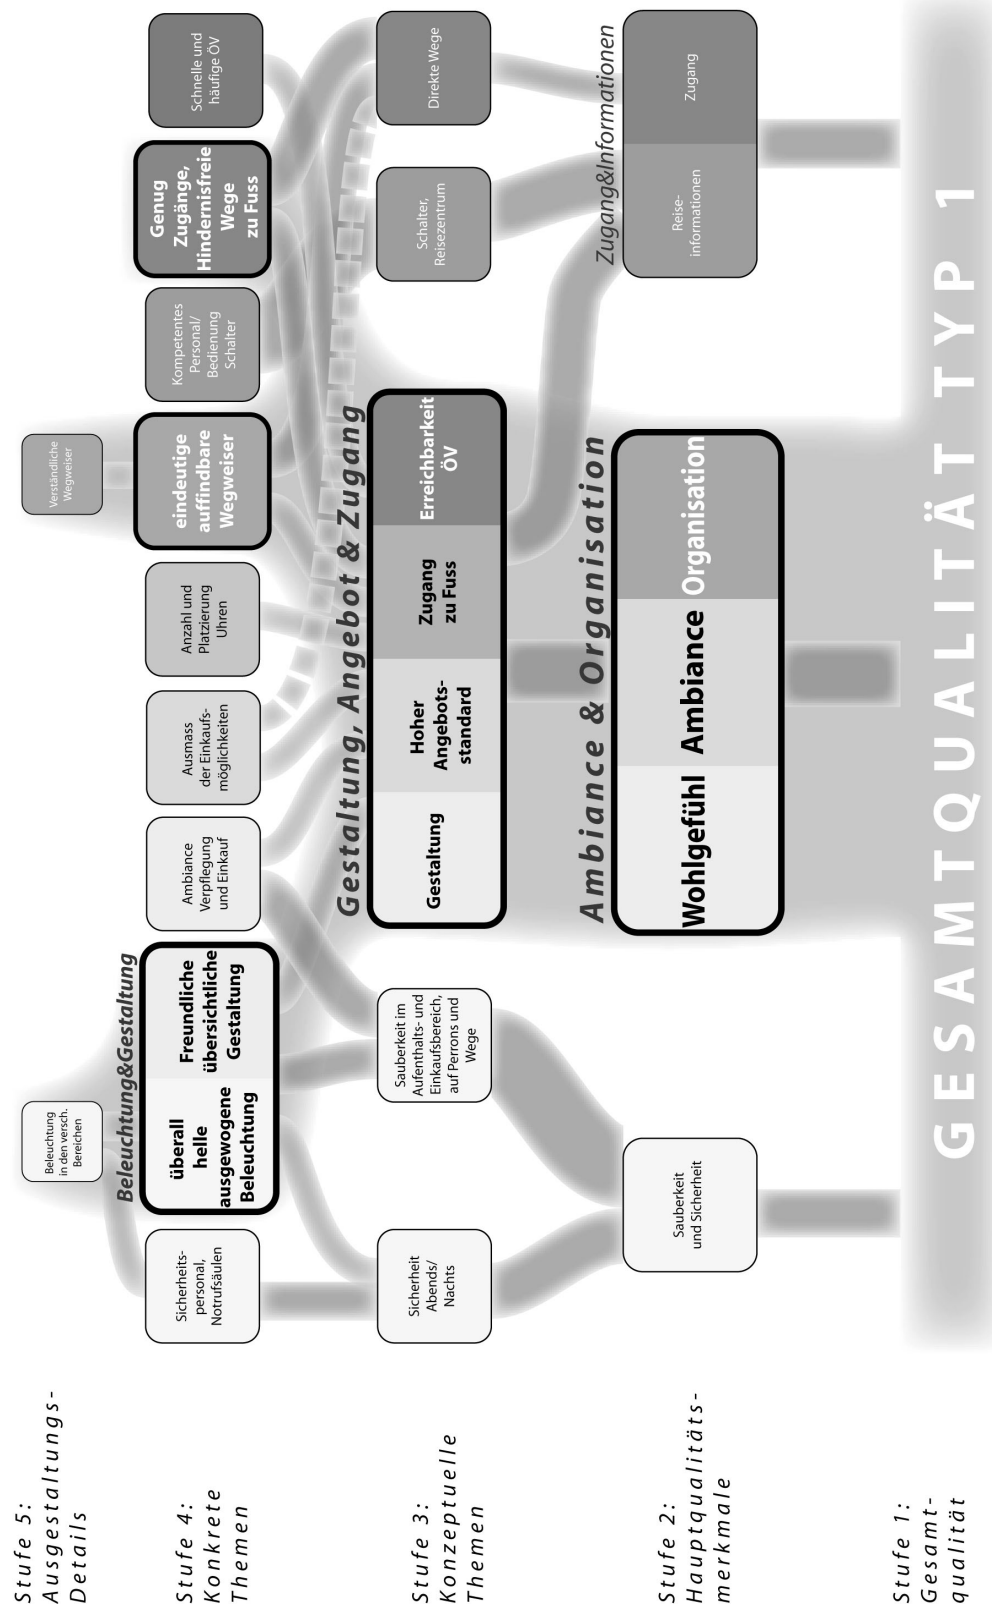 Stufe 5:
Ausgestaltungs-
Details
Beleuchtung
in den versch.
Bereichen
Verständliche
Wegweiser
Stufe 4:
Konkrete
Themen
Sicherheits-
personal,
Notrufsäulen
Beleuchtung&Gestaltung
überall
helle
ausgewogene
Beleuchtung
Freundliche
übersichtliche
Gestaltung
Ambiance
Verpflegung
und Einkauf
Ausmass
der Einkaufs-
möglichkeiten
Anzahl und
Platzierung
Uhren
eindeutige
auffindbare
Wegweiser
Kompetentes
Personal/
Bedienung
Schalter
Genug
Zugänge,
Hindernisfreie
Wege
zu Fuss
Schnelle und
häufige ÖV
Stufe 3:
Konzeptuelle
Themen
Sicherheit
Abends/
Nachts
Sauberkeit im
Aufenthalts- und
Einkaufsbereich,
auf Perrons und
Wege
Gestaltung, Angebot & Zugang
Gestaltung
Hoher
Angebots-
standard
Zugang
zu Fuss
Erreichbarkeit
ÖV
Schalter,
Reisezentrum
Direkte Wege
Stufe 2:
Hauptqualitäts-
merkmale
Sauberkeit
und Sicherheit
Ambiance & Organisation
Wohlgefühl
Ambiance
Organisation
Zugang&Informationen
Reise-
informationen
Zugang
Stufe 1:
Gesamt-
qualität
GESAMTQUALITÄT TYP 1